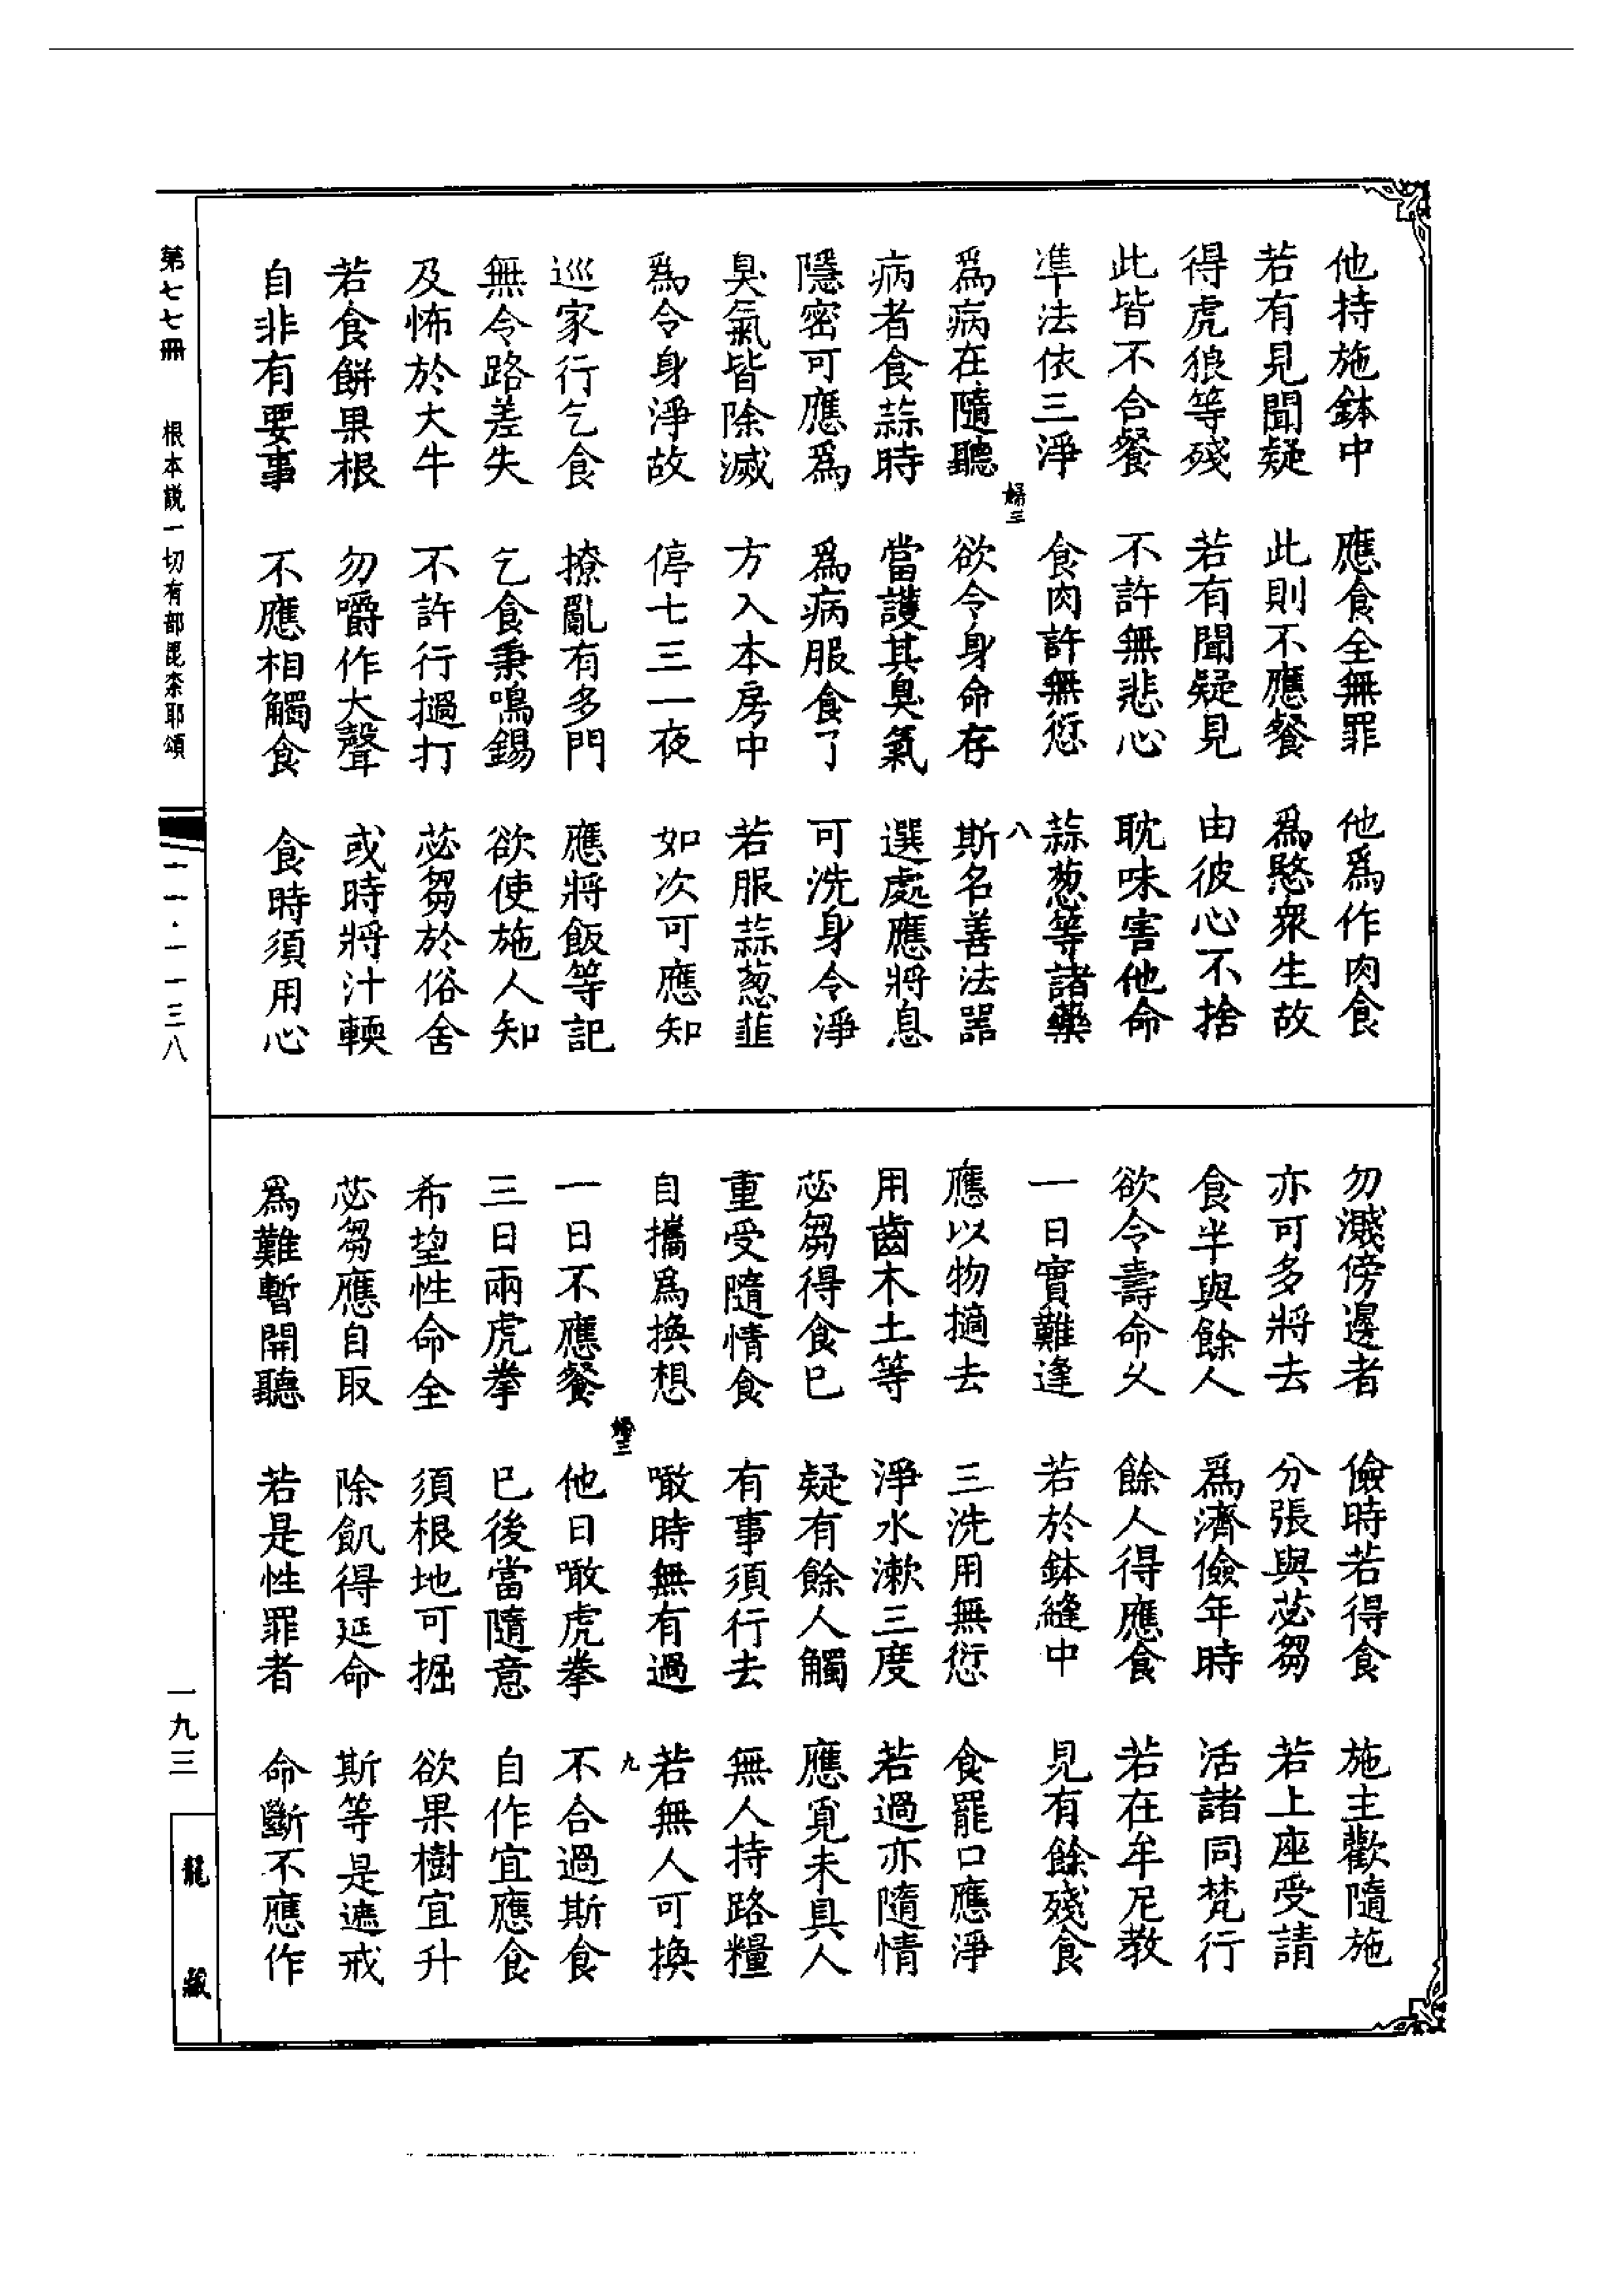 他持施鉢中　應食全無罪　他爲作肉食
若有見聞疑　此則不應餐　爲愍衆生故
得虎狼等殘　若有聞疑見　由彼心不捨
此皆不合餐　不許無悲心　耽味害他命
準法依三淨　食肉許無愆　蒜葱等諸藥
婦三　八
爲病在隨聽　欲令身命存　斯名善法噐
病者食蒜時　當護其臭氣　選處應將息
隱密可應爲　爲病服食了　可洗身令淨
臭氣皆除滅　方入本房中　若服蒜葱韮
爲令身淨故　停七三一夜　如次可應知
巡家行乞食　撩亂有多門　應將飯等記
無令路差失　乞食秉鳴錫　欲使施人知
及怖於大牛　不許行撾打　苾芻於俗舍
若食餅果根　勿嚼作大聲　或時將汁輭
自非有要事　不應相觸食　食時須用心
勿濺傍邊者　儉時若得食　施主歡隨施
亦可多將去　分張與苾芻　若上座受請
食半與餘人　爲濟儉年時　活諸同梵行
欲令壽命久　餘人得應食　若在牟尼教
一日實難逢　若於鉢縫中　見有餘殘食
應以物擿去　三洗用無愆　食罷口應淨
用齒木土等　淨水漱三度　若過亦隨情
苾芻得食已　疑有餘人觸　應覓未具人
重受隨情食　有事須行去　無人持路糧
自攜爲換想　噉時無有過　若無人可換
婦三　九
一日不應餐　他日噉虎拳　不合過斯食
三日兩虎拳　已後當隨意　自作宜應食
希望性命全　須根地可掘　欲果樹宜升
苾芻應自取　除飢得延命　斯等是遮戒
爲難暫開聽　若是性罪者　命斷不應作
第七七冊　根本說一切有部毘柰耶頌　一一·一一三八
一九三
龍藏